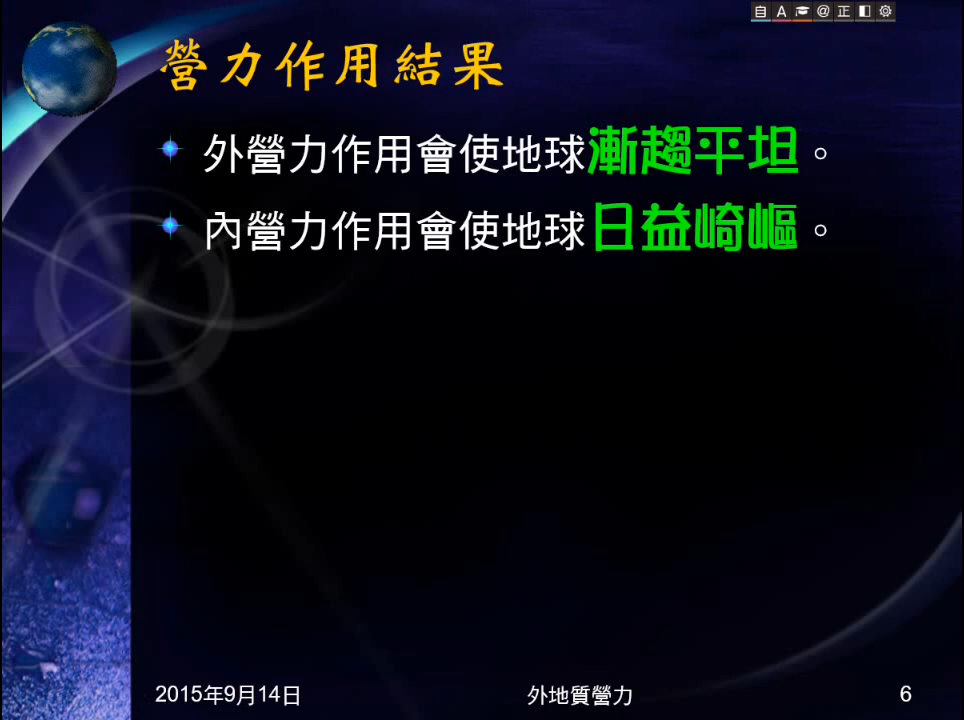 自 A @ 正
營力作用結果
外營力作用會使地球漸趨平坦。
內營力作用會使地球日益崎嶇。
2015年9月14日 外地質營力 6